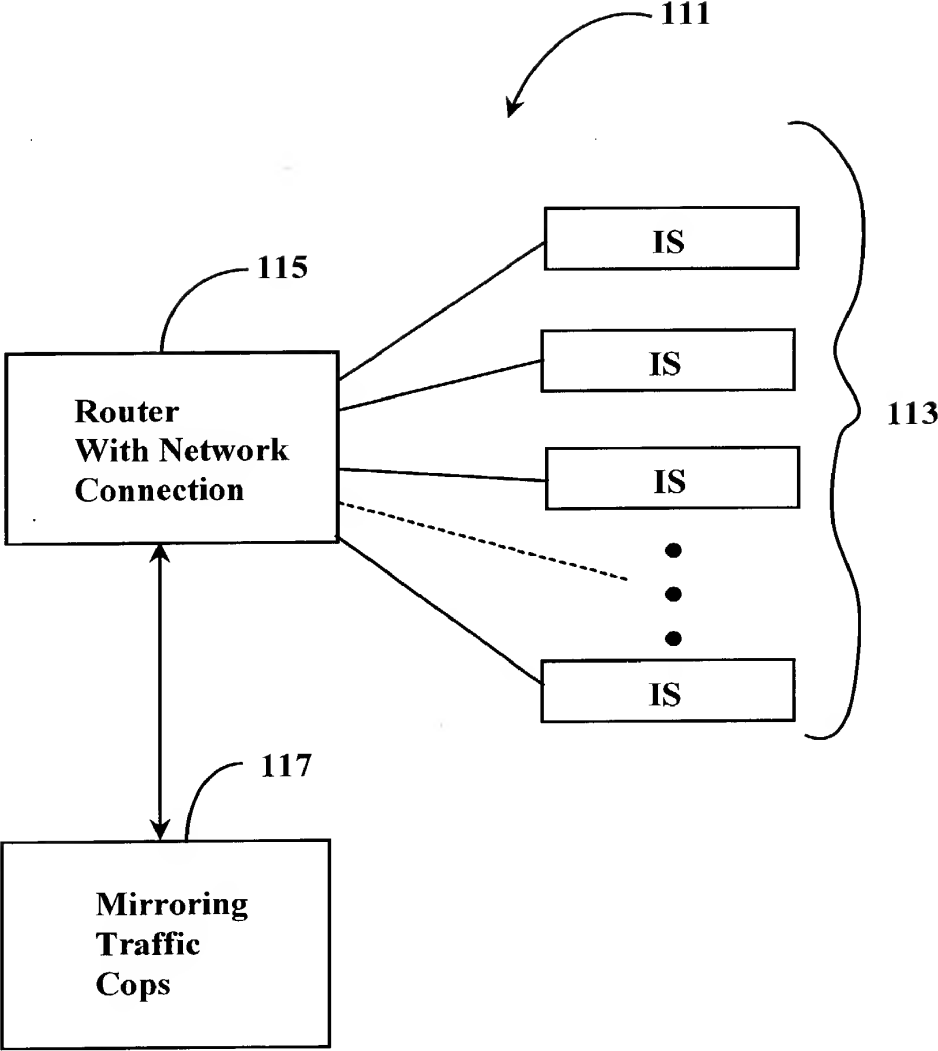 111
IS
115
IS
Router
With Network
Connection
113
IS
IS
117
Mirroring
Traffic
Cops